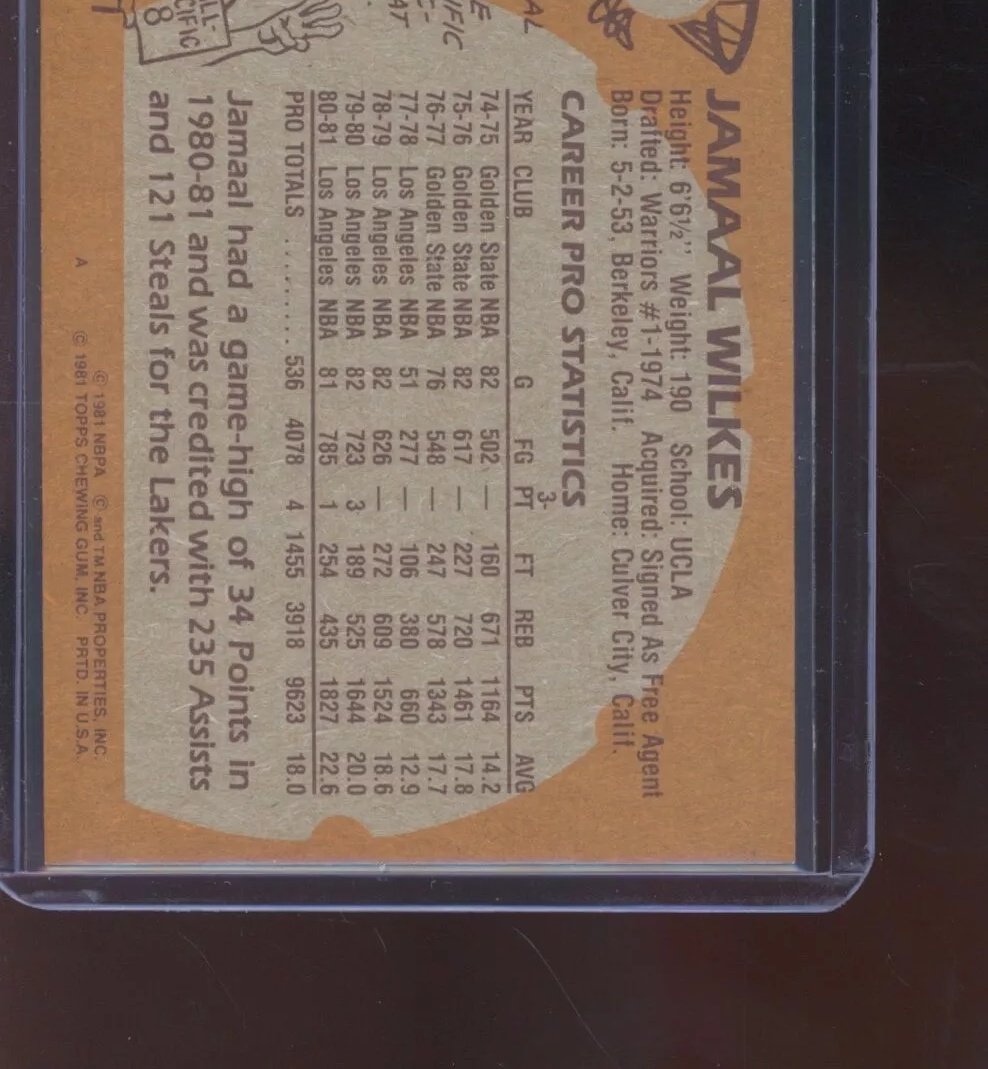 JAMAAL WILKES
Height: 6'6½" Weight: 190 School: UCLA
Drafted: Warriors #1-1974 Acquired: Signed As Free Agent
Born: 5-2-53, Berkeley, Calif. Home: Culver City, Calif.
CAREER PRO STATISTICS
YEAR CLUB G FG 3-PT FT REB PTS AVG
74-75 Golden State NBA 82 502 — 160 671 1164 14.2
75-76 Golden State NBA 82 617 — 227 720 1461 17.8
76-77 Golden State NBA 76 548 — 247 578 1343 17.7
77-78 Los Angeles NBA 51 277 — 106 380 660 12.9
78-79 Los Angeles NBA 82 626 — 272 609 1524 18.6
79-80 Los Angeles NBA 82 723 3 189 525 1644 20.0
80-81 Los Angeles NBA 81 785 1 254 435 1827 22.6
PRO TOTALS .......... 536 4078 4 1455 3918 9623 18.0
Jamaal had a game-high of 34 Points in
1980-81 and was credited with 235 Assists
and 121 Steals for the Lakers.
© 1981 NBPA © and TM NBA PROPERTIES, INC.
A © 1981 TOPPS CHEWING GUM, INC. PRTD. IN U.S.A.